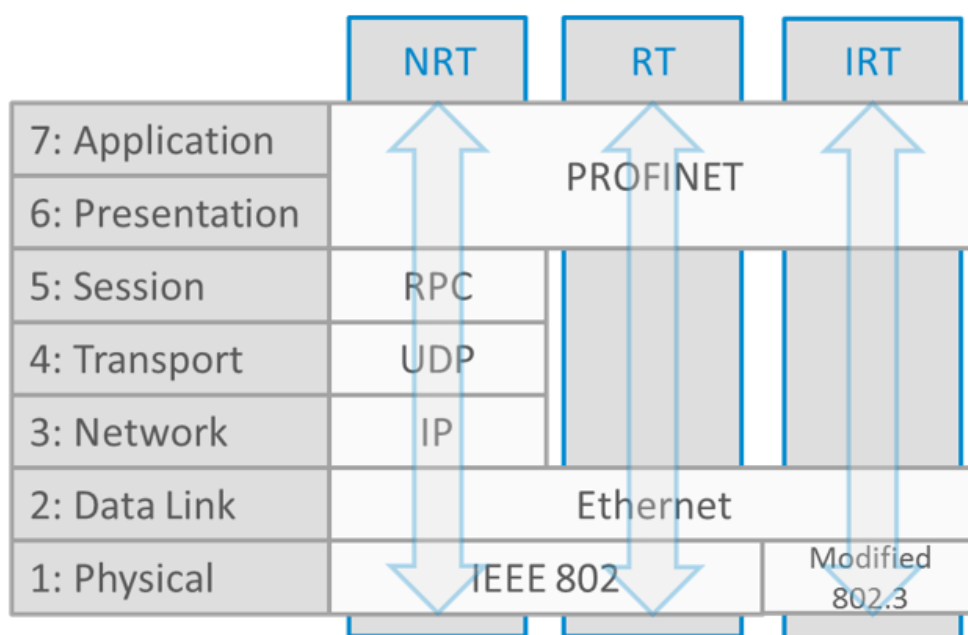 NRT RT IRT
7: Application
PROFINET
6: Presentation
5: Session RPC
4: Transport UDP
3: Network IP
2: Data Link Ethernet
1: Physical IEEE 802
Modified
802.3